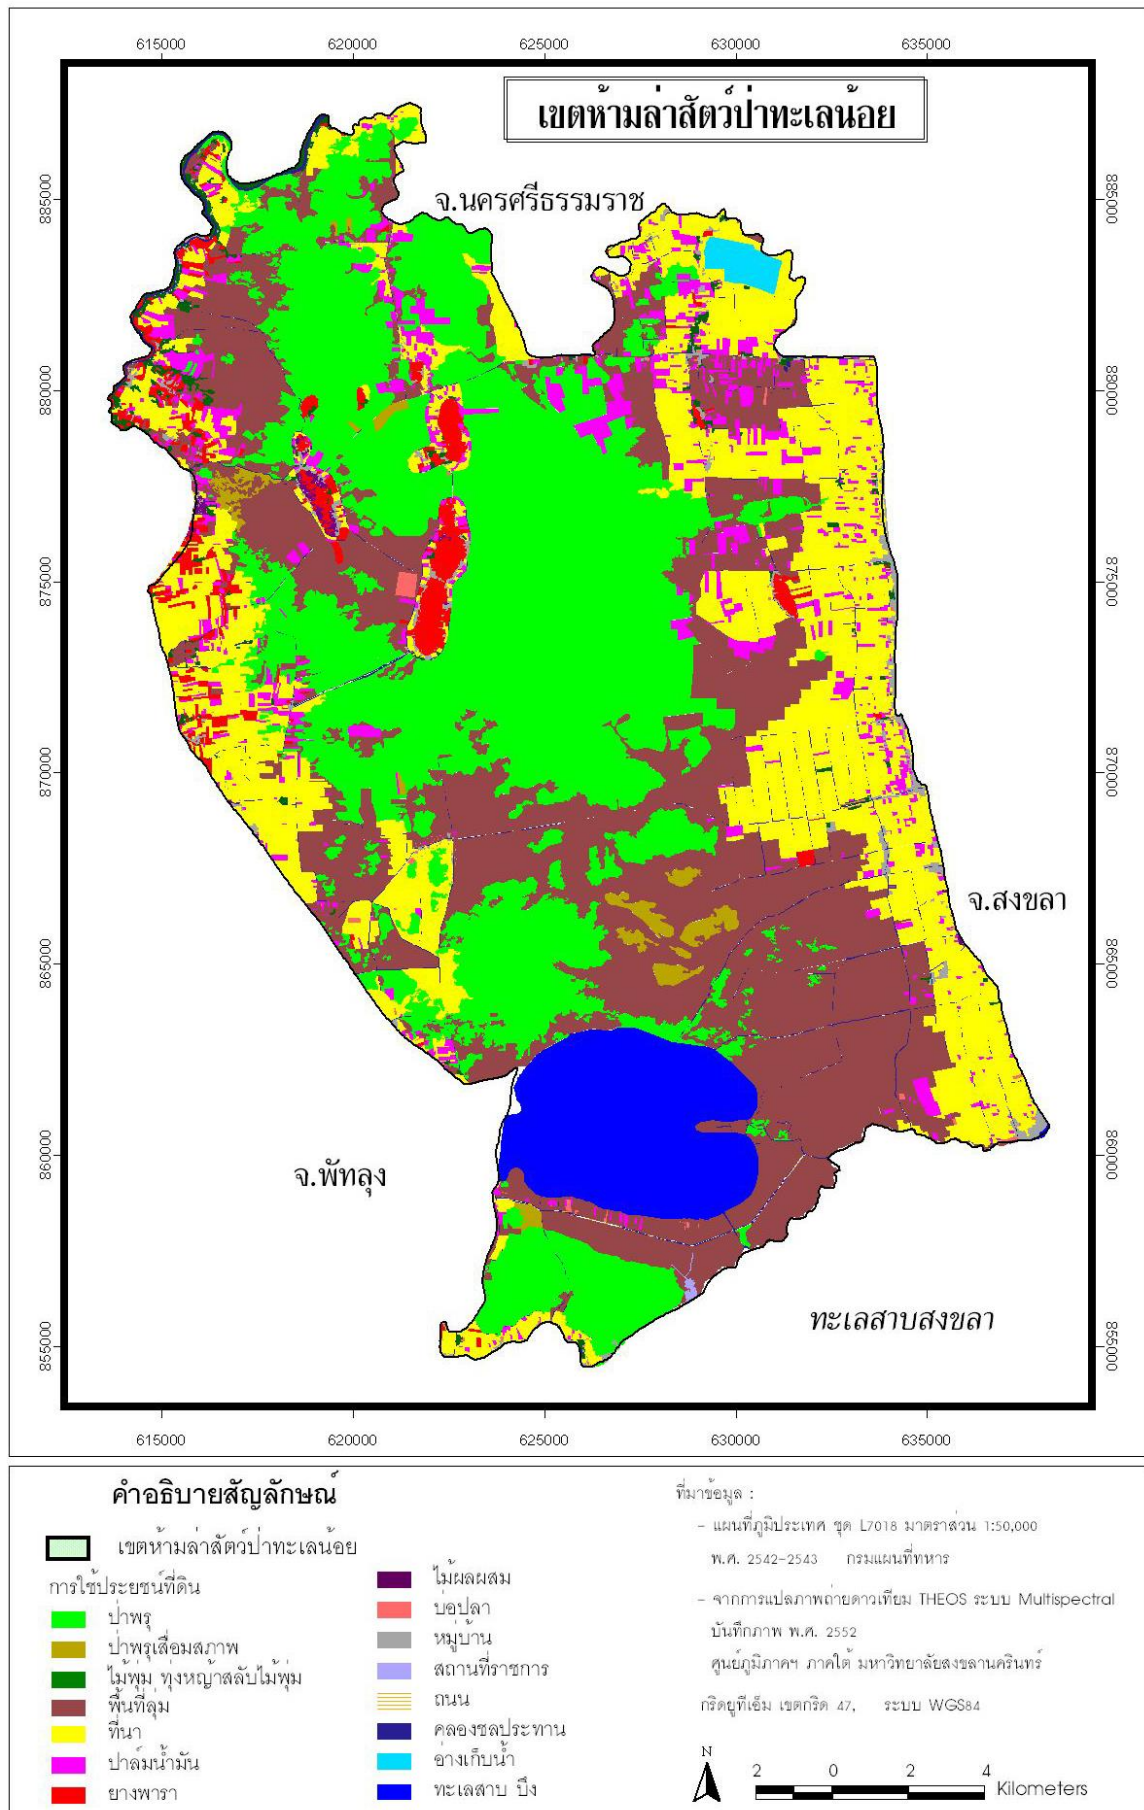 615000 620000 625000 630000 635000
เขตห้ามล่าสัตว์ป่าทะเลน้อย
จ.นครศรีธรรมราช
885000 885000
880000 880000
875000 875000
870000 870000
จ.สงขลา
865000 865000
860000 860000
จ.พัทลุง
ทะเลสาบสงขลา
855000 855000
615000 620000 625000 630000 635000
คำอธิบายสัญลักษณ์
เขตห้ามล่าสัตว์ป่าทะเลน้อย
การใช้ประยชน์ที่ดิน
ป่าพรุ
ป่าพรุเสื่อมสภาพ
ไม้พุ่ม ทุ่งหญ้าสลับไม้พุ่ม
พื้นที่ลุ่ม
ที่นา
ปาล์มน้ำมัน
ยางพารา
ไม้ผลผสม
บ่อปลา
หมู่บ้าน
สถานที่ราชการ
ถนน
คลองชลประทาน
อ่างเก็บน้ำ
ทะเลสาบ บึง
ที่มาข้อมูล :
- แผนที่ภูมิประเทศ ชุด L7018 มาตราส่วน 1:50,000
พ.ศ. 2542-2543 กรมแผนที่ทหาร
- จากการแปลภาพถ่ายดาวเทียม THEOS ระบบ Multispectral
บันทึกภาพ พ.ศ. 2552
ศูนย์ภูมิภาคฯ ภาคใต้ มหาวิทยาลัยสงขลานครินทร์
กริดยูทีเอ็ม เขตกริด 47, ระบบ WGS84
N
2 0 2 4
Kilometers